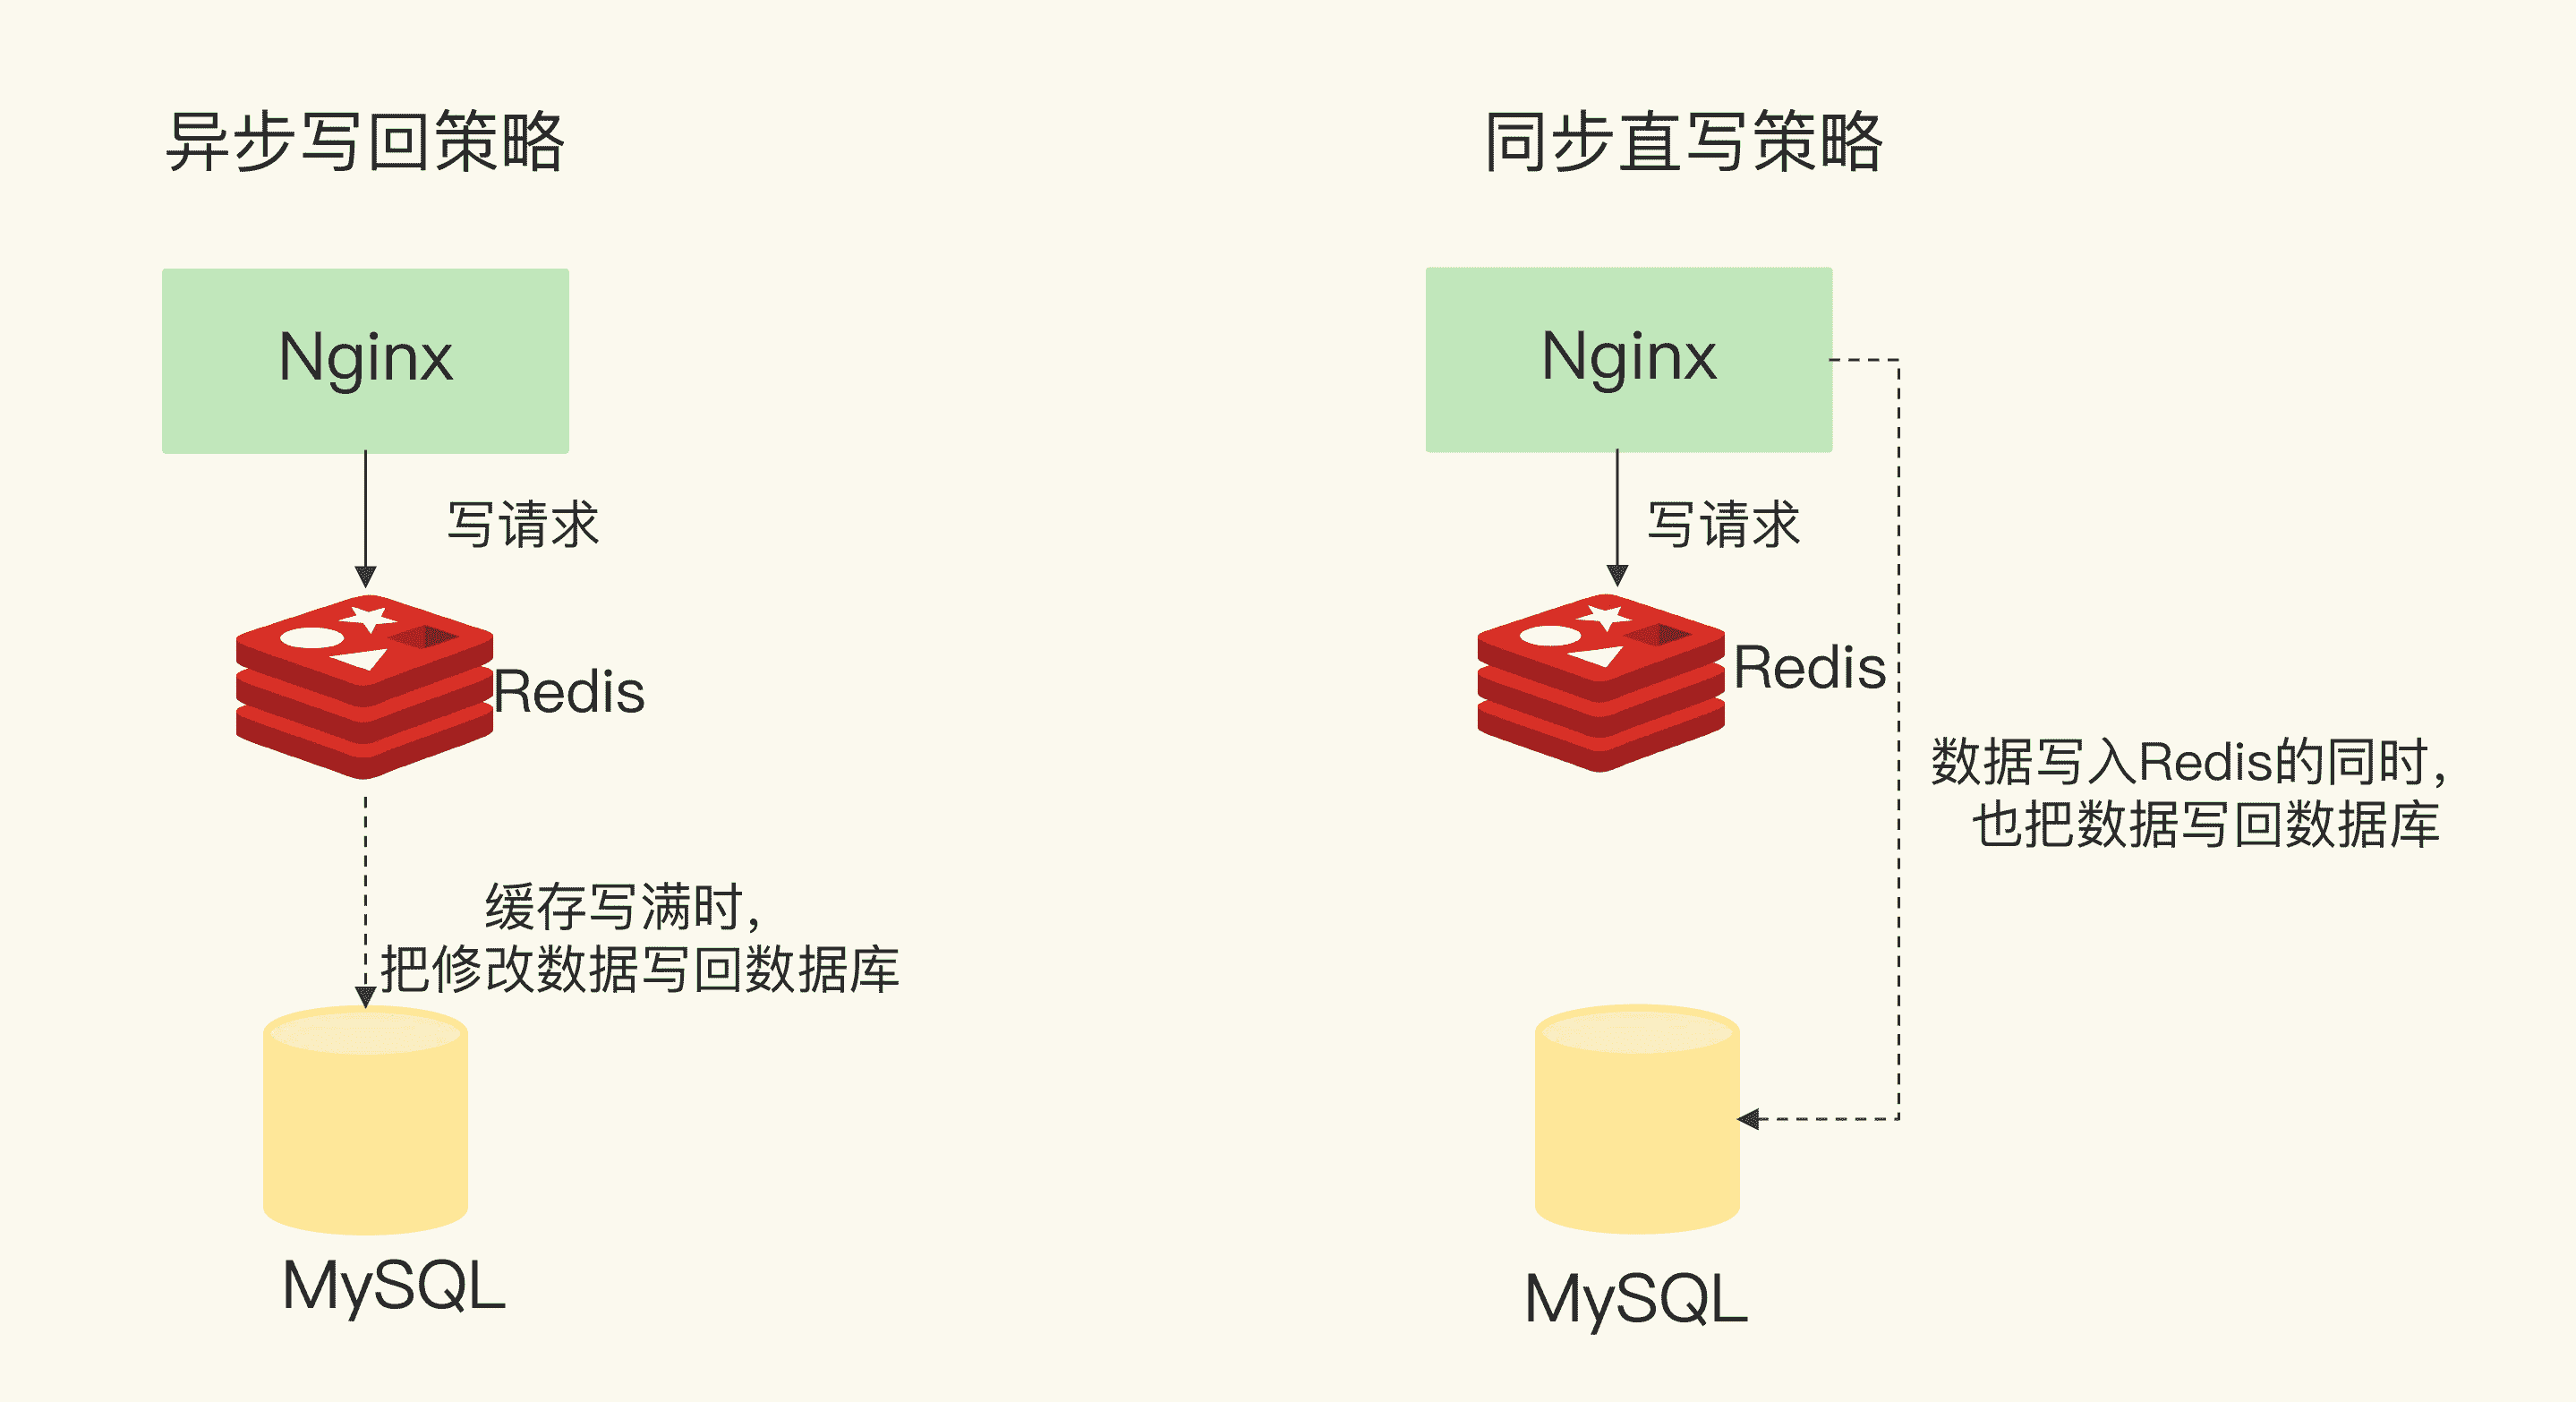 异步写回策略
Nginx
写请求
Redis
缓存写满时,
把修改数据写回数据库
MySQL
同步直写策略
Nginx
写请求
Redis
数据写入Redis的同时,
也把数据写回数据库
MySQL